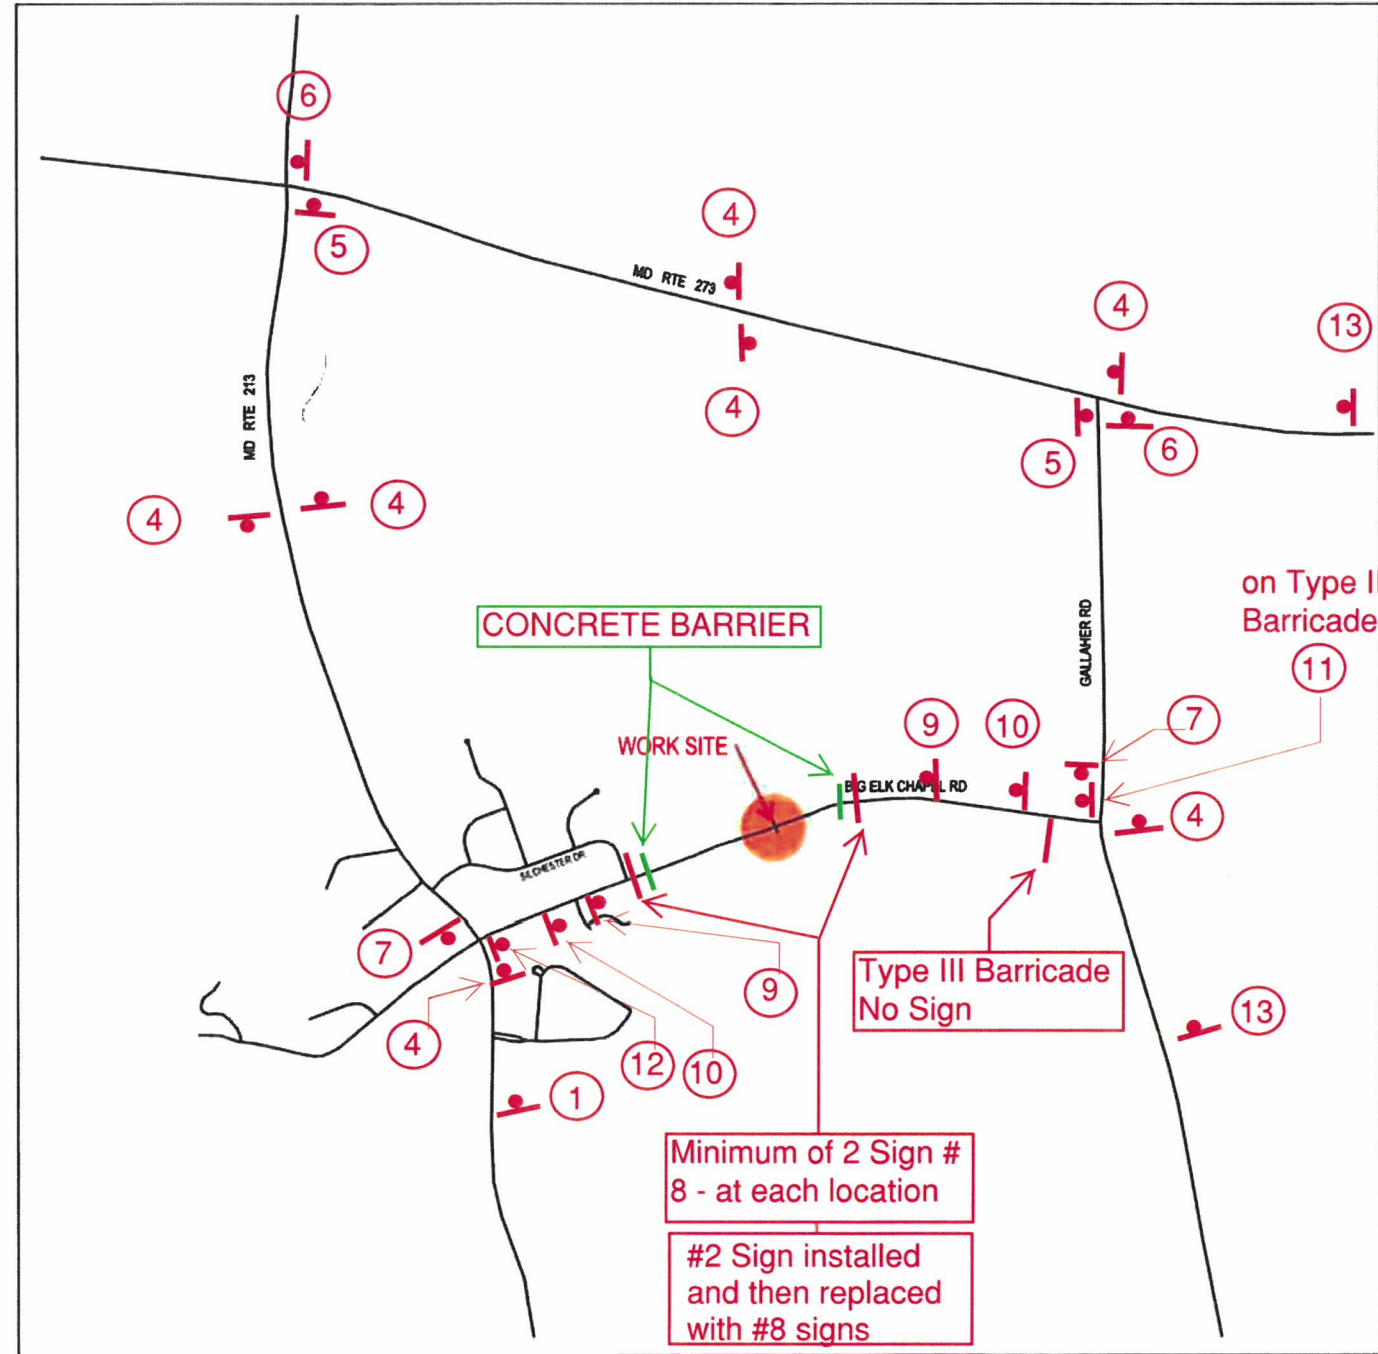 6
5
4
MD RTE 273
4
4
13
5
6
MD RTE 213
4
4
on Type II
Barricade
11
CONCRETE BARRIER
GALLAHER RD
9
10
7
WORK SITE
BIG ELK CHAPEL RD
4
SILCHESTER DR
7
9
Type III Barricade
No Sign
13
4
12
10
1
Minimum of 2 Sign #
8 - at each location
#2 Sign installed
and then replaced
with #8 signs